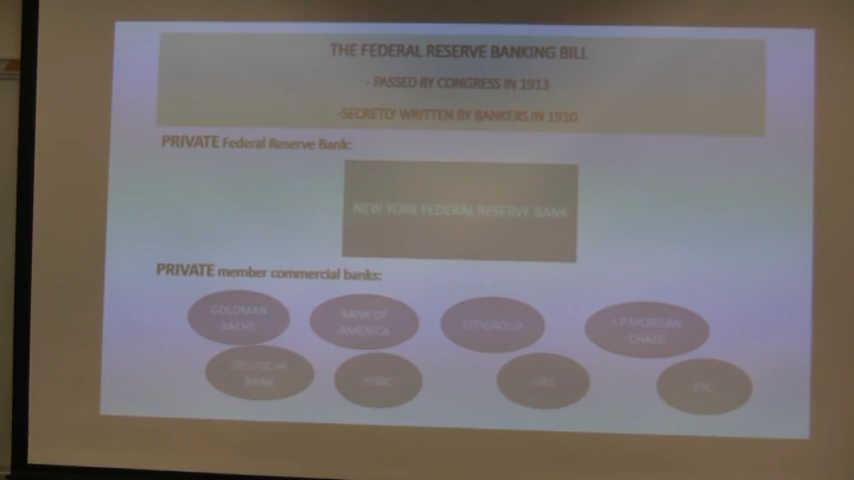 THE FEDERAL RESERVE BANKING BILL
- PASSED BY CONGRESS IN 1913
-SECRETLY WRITTEN BY BANKERS IN 1910
PRIVATE Federal Reserve Bank:
NEW YORK FEDERAL RESERVE BANK
PRIVATE member commercial banks:
GOLDMAN
SACHS
BANK OF
AMERICA
CITIGROUP
J.P.MORGAN
CHASE
DEUTSCHE
BANK
HSBC
ETC